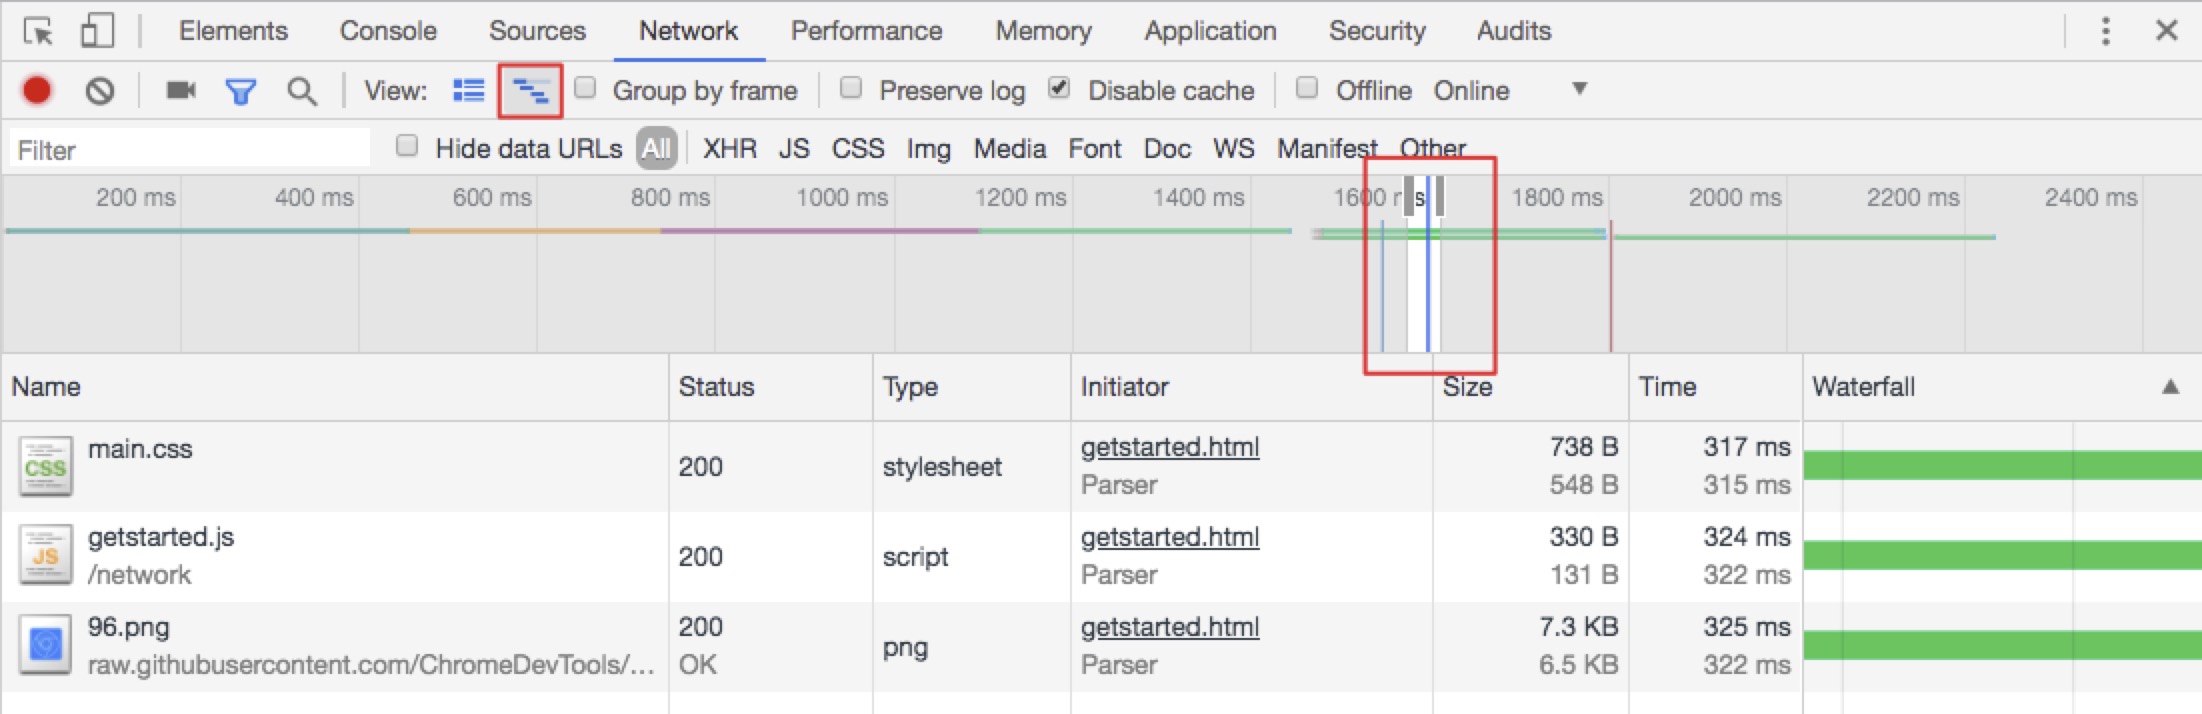 Elements Console Sources Network Performance Memory Application Security Audits
View: Group by frame Preserve log Disable cache Offline Online
Filter Hide data URLs All XHR JS CSS Img Media Font Doc WS Manifest Other
200 ms 400 ms 600 ms 800 ms 1000 ms 1200 ms 1400 ms 1600 ms 1800 ms 2000 ms 2200 ms 2400 ms
Name Status Type Initiator Size Time Waterfall
CSS main.css 200 stylesheet getstarted.html 738 B 317 ms
Parser 548 B 315 ms
JS getstarted.js 200 script getstarted.html 330 B 324 ms
/network Parser 131 B 322 ms
96.png 200 png getstarted.html 7.3 KB 325 ms
raw.githubusercontent.com/ChromeDevTools/... OK Parser 6.5 KB 322 ms